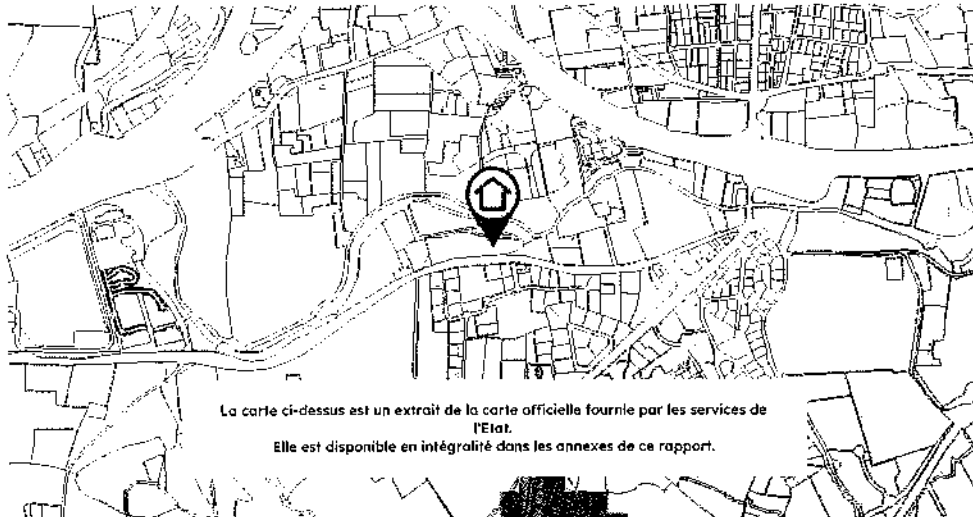 La carte ci-dessus est un extrait de la carte officielle fournie par les services de
l'Etat.
Elle est disponible en intégralité dans les annexes de ce rapport.